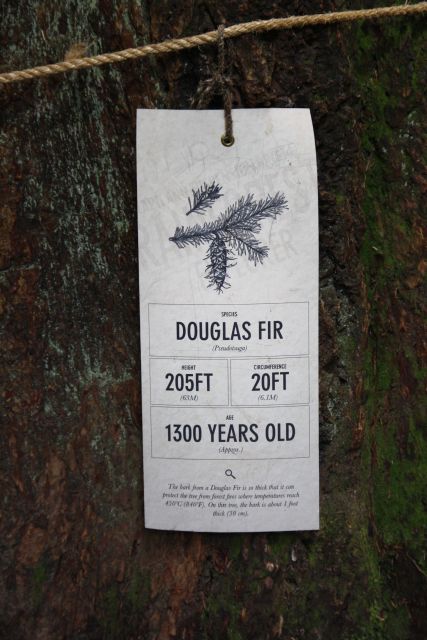 SPECIES
DOUGLAS FIR
(Pseudotsuga)
HEIGHT
205FT
(63M)
CIRCUMFERENCE
20FT
(6.1M)
AGE
1300 YEARS OLD
(Approx.)
The bark from a Douglas Fir is so thick that it can
protect the tree from forest fires where temperatures reach
450°C (840°F). On this tree, the bark is about 1 foot
thick (30 cm).